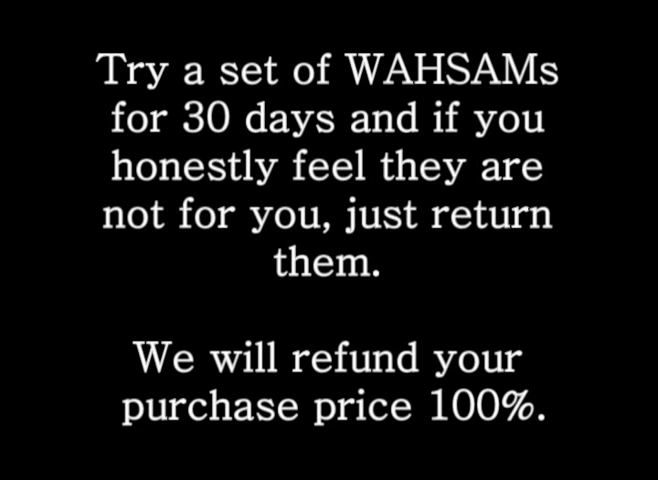 Try a set of WAHSAMs
for 30 days and if you
honestly feel they are
not for you, just return
them.
We will refund your
purchase price 100%.